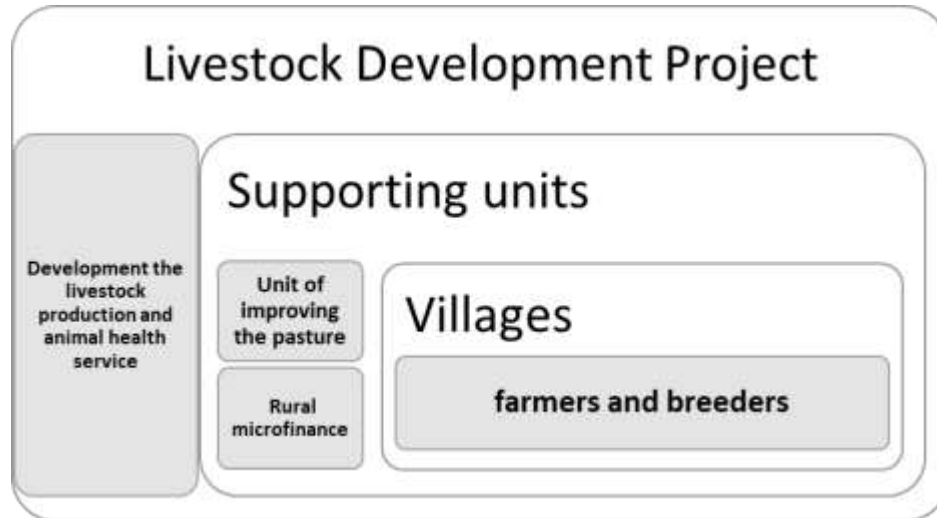 Livestock Development Project
Supporting units
Development the
livestock
production and
animal health
service
Unit of
improving
the pasture
Rural
microfinance
Villages
farmers and breeders